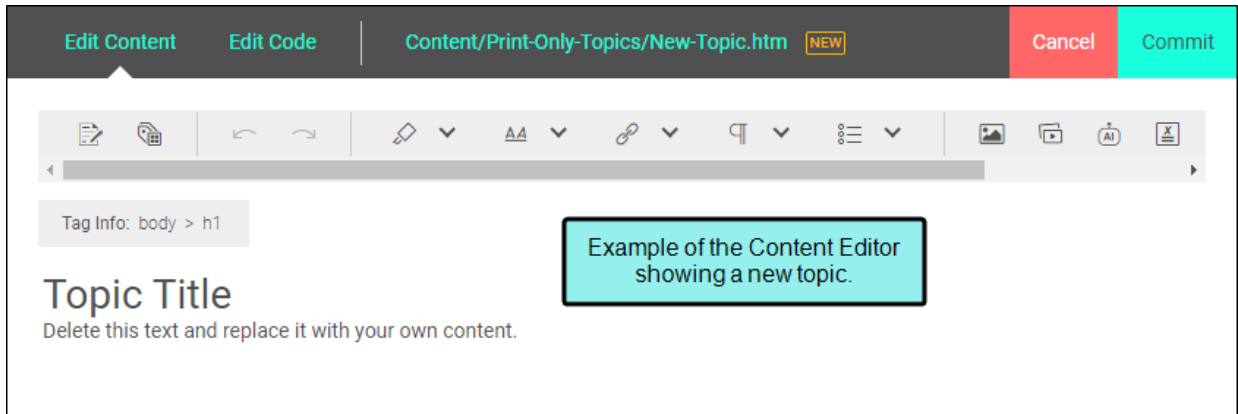 Edit Content Edit Code Content/Print-Only-Topics/New-Topic.htm NEW Cancel Commit
AA AI X
Tag Info: body > h1
Example of the Content Editor
showing a new topic.
Topic Title
Delete this text and replace it with your own content.